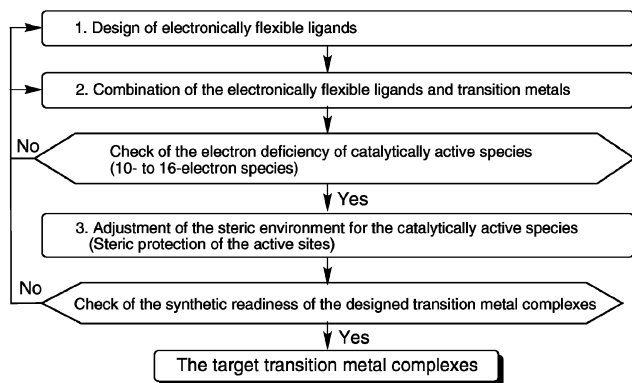 1. Design of electronically flexible ligands
2. Combination of the electronically flexible ligands and transition metals
No
Check of the electron deficiency of catalytically active species
(10- to 16-electron species)
Yes
3. Adjustment of the steric environment for the catalytically active species
(Steric protection of the active sites)
No
Check of the synthetic readiness of the designed transition metal complexes
Yes
The target transition metal complexes